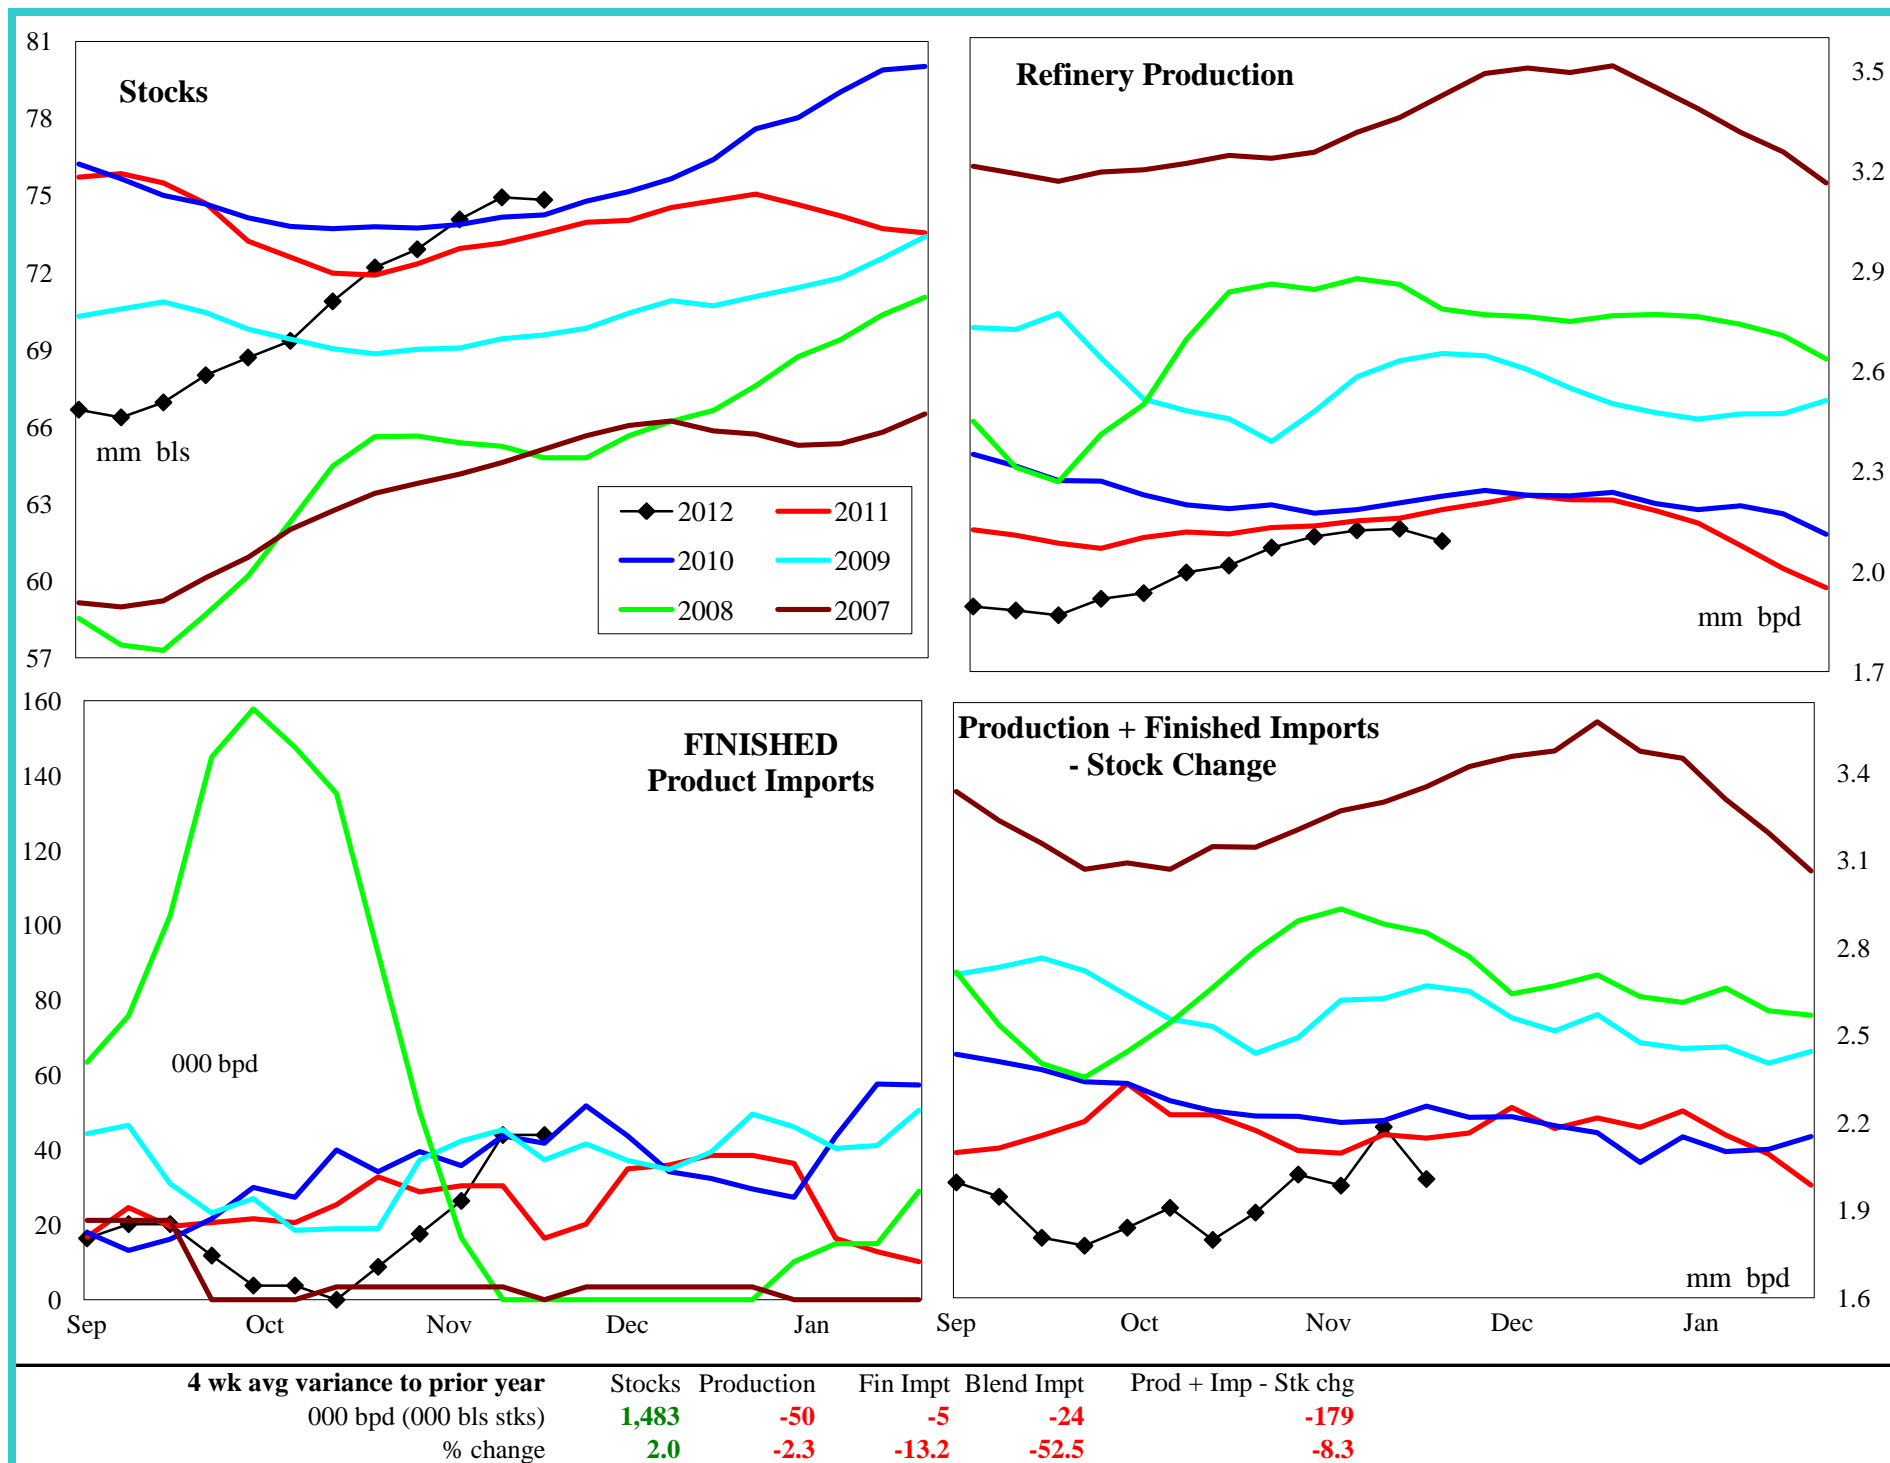 81
78
75
72
69
66
63
60
57
Stocks
mm bls
2012
2011
2010
2009
2008
2007
Refinery Production
3.5
3.2
2.9
2.6
2.3
2.0
1.7
mm bpd
160
140
120
100
80
60
40
20
0
FINISHED
Product Imports
000 bpd
Sep Oct Nov Dec Jan
Production + Finished Imports
- Stock Change
3.4
3.1
2.8
2.5
2.2
1.9
1.6
mm bpd
Sep Oct Nov Dec Jan
4 wk avg variance to prior year Stocks Production Fin Impt Blend Impt Prod + Imp - Stk chg
000 bpd (000 bls stks) 1,483 -50 -5 -24 -179
% change 2.0 -2.3 -13.2 -52.5 -8.3